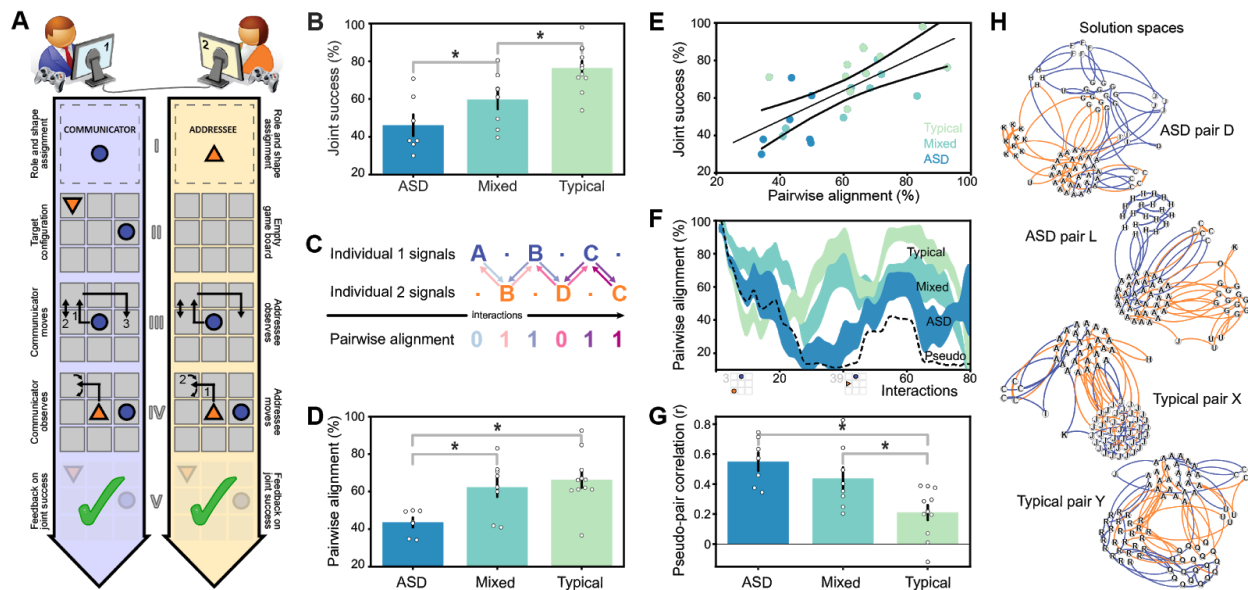 A
1
2
COMMUNICATOR
ADDRESSEE
Role and shape assignment
I
Role and shape assignment
Target configuration
II
Empty game board
Communicator moves
2 1 3
III
Addressee observes
Communicator observes
IV
2
1
Addressee moves
Feedback on joint success
V
Feedback on joint success
B
Joint success (%)
100
80
60
40
20
*
*
ASD Mixed Typical
C
Individual 1 signals A · B · C ·
Individual 2 signals · B · D · C
interactions
Pairwise alignment 0 1 1 0 1 1
D
Pairwise alignment (%)
100
80
60
40
20
*
*
ASD Mixed Typical
E
Joint success (%)
100
80
60
40
20
Typical
Mixed
ASD
20 40 60 80 100
Pairwise alignment (%)
F
Pairwise alignment (%)
100
80
60
40
20
Typical
Mixed
ASD
Pseudo
3
39
20 40 60 80
Interactions
G
Pseudo-pair correlation (r)
0.8
0.6
0.4
0.2
0
*
*
ASD Mixed Typical
H
Solution spaces
ASD pair D
ASD pair L
Typical pair X
Typical pair Y